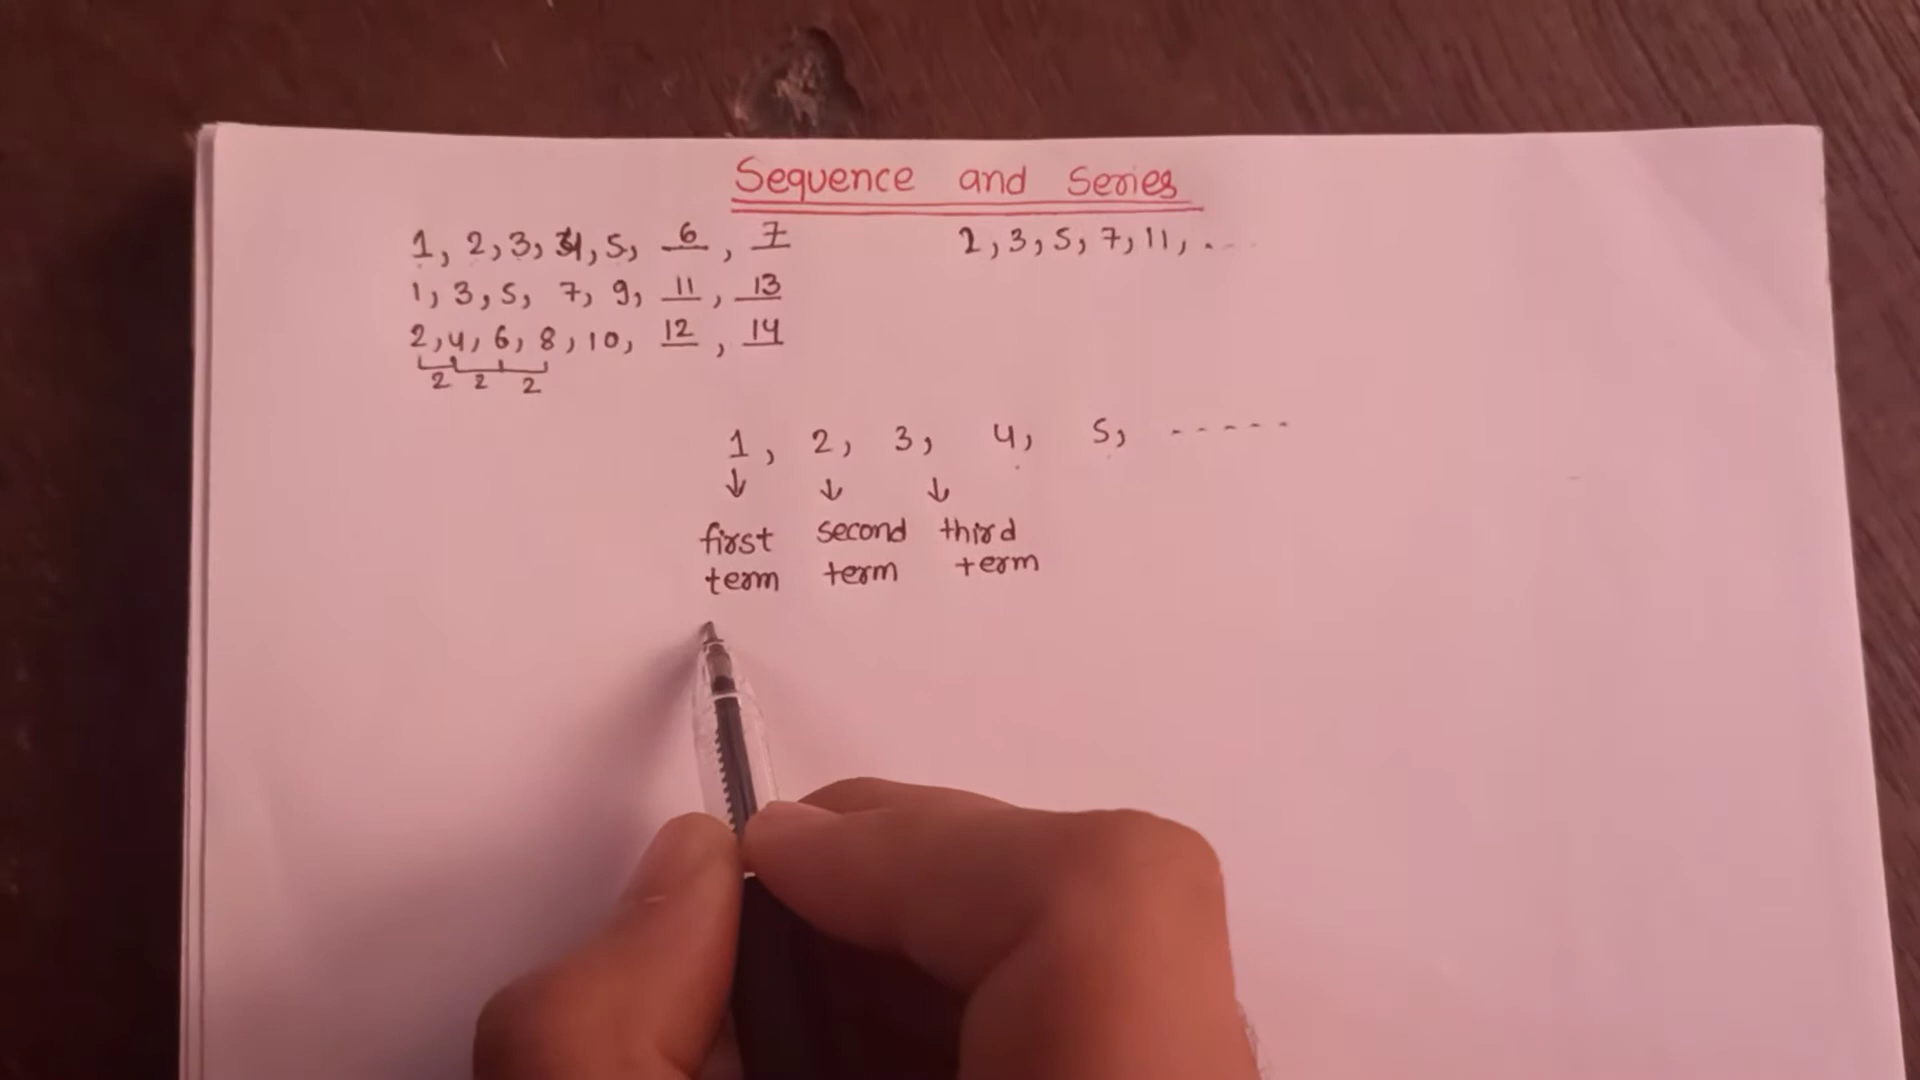 Sequence and Series
1, 2, 3, 4, 5, 6, 7
2, 3, 5, 7, 11, ...
1, 3, 5, 7, 9, 11, 13
2, 4, 6, 8, 10, 12, 14
2 2 2
1, 2, 3, 4, 5, -----
↓ ↓ ↓
first second third
term term term